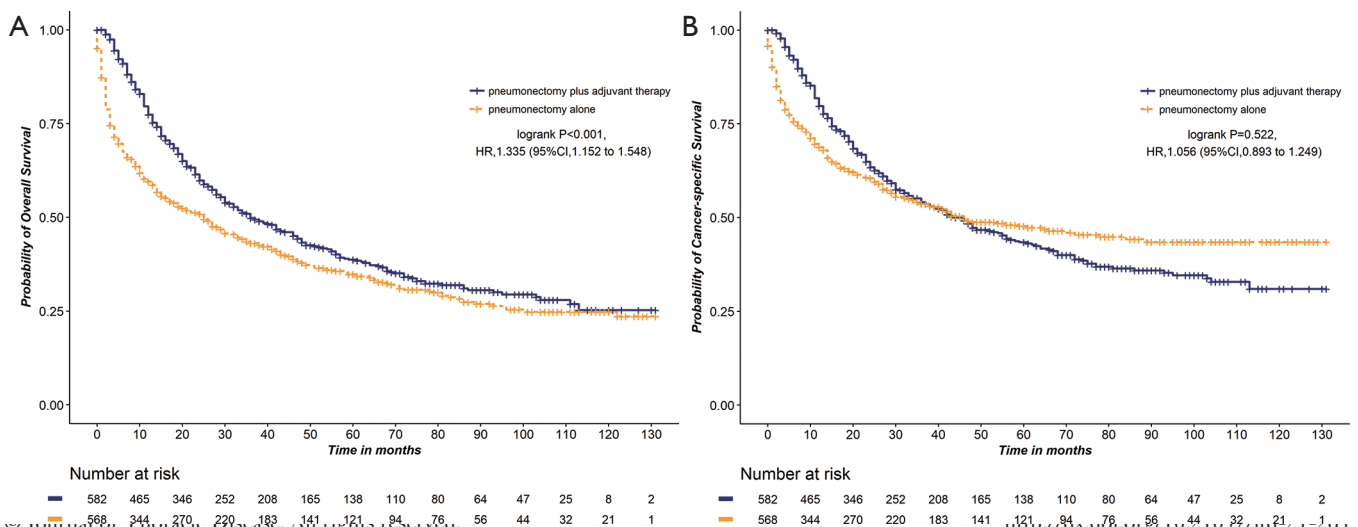 A
Probability of Overall Survival
1.00
0.75
0.50
0.25
0.00
pneumonectomy plus adjuvant therapy
pneumonectomy alone
logrank P<0.001,
HR,1.335 (95%CI,1.152 to 1.548)
0 10 20 30 40 50 60 70 80 90 100 110 120 130
Time in months
Number at risk
582 465 346 252 208 165 138 110 80 64 47 25 8 2
568 344 270 220 183 141 121 94 76 56 44 32 21 1
B
Probability of Cancer-specific Survival
1.00
0.75
0.50
0.25
0.00
pneumonectomy plus adjuvant therapy
pneumonectomy alone
logrank P=0.522,
HR,1.056 (95%CI,0.893 to 1.249)
0 10 20 30 40 50 60 70 80 90 100 110 120 130
Time in months
Number at risk
582 465 346 252 208 165 138 110 80 64 47 25 8 2
568 344 270 220 183 141 121 94 76 56 44 32 21 1